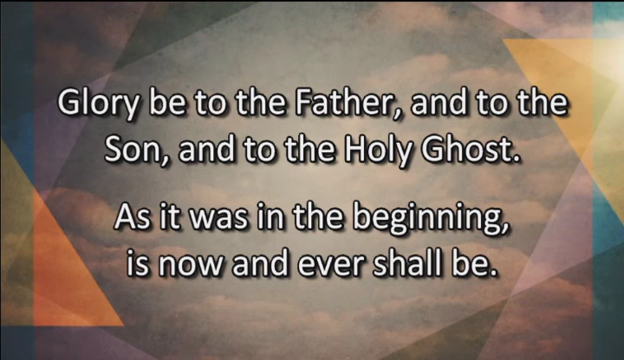 Glory be to the Father, and to the
Son, and to the Holy Ghost.
As it was in the beginning,
is now and ever shall be.